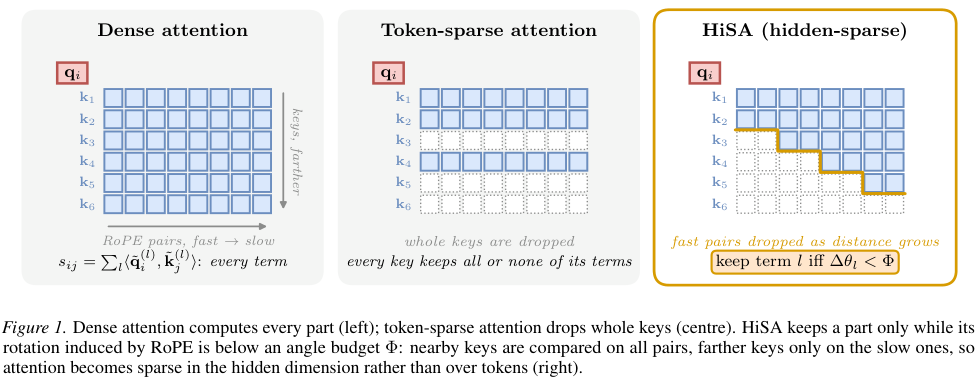 Dense attention
q_i
k_1
k_2
k_3
k_4
k_5
k_6
keys, farther
RoPE pairs, fast → slow
s_{ij} = ∑_l⟨q̃_i^{(l)}, k̃_j^{(l)}⟩: every term
Token-sparse attention
q_i
k_1
k_2
k_3
k_4
k_5
k_6
whole keys are dropped
every key keeps all or none of its terms
HiSA (hidden-sparse)
q_i
k_1
k_2
k_3
k_4
k_5
k_6
fast pairs dropped as distance grows
keep term l iff Δθ_l < Φ
Figure 1. Dense attention computes every part (left); token-sparse attention drops whole keys (centre). HiSA keeps a part only while its
rotation induced by RoPE is below an angle budget Φ: nearby keys are compared on all pairs, farther keys only on the slow ones, so
attention becomes sparse in the hidden dimension rather than over tokens (right).